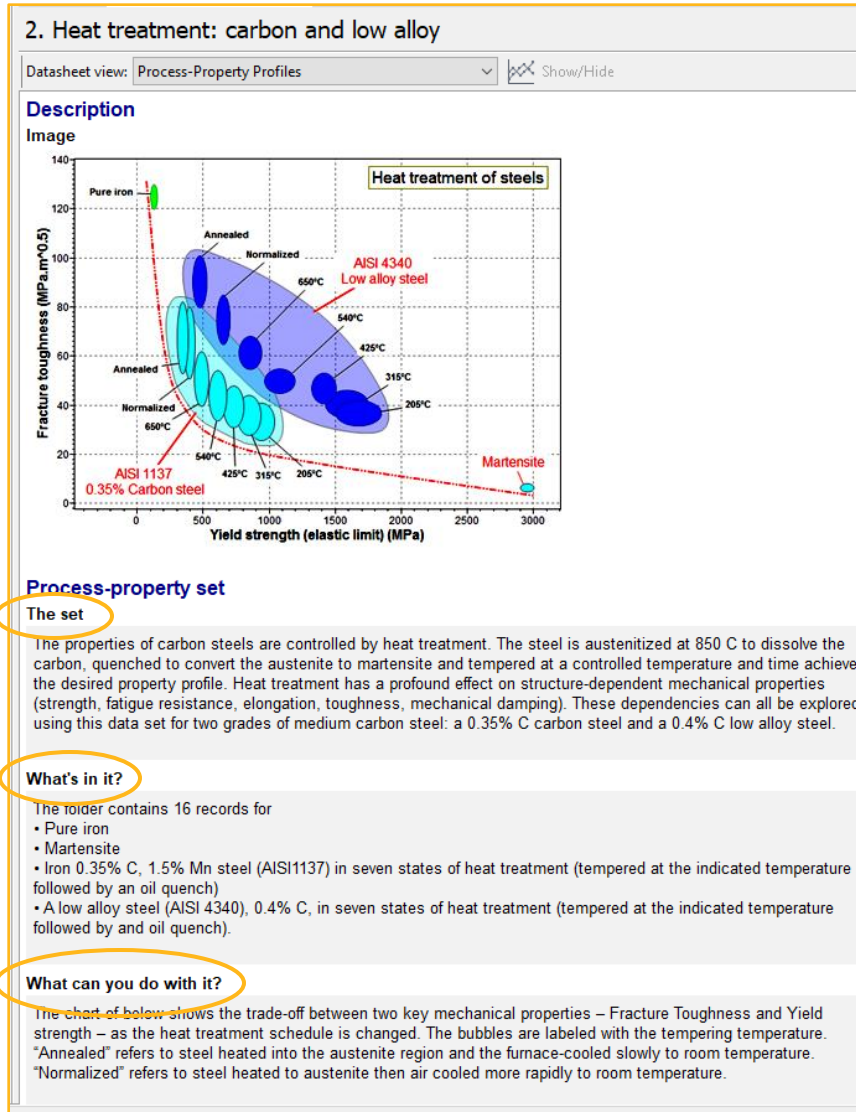 2. Heat treatment: carbon and low alloy
Datasheet view: Process-Property Profiles Show/Hide
Description
Image
Heat treatment of steels
Fracture toughness (MPa.m^0.5)
140
120
100
80
60
40
20
0
Pure iron
Annealed
Normalized
650ºC
AISI 4340
Low alloy steel
540ºC
425ºC
315ºC
205ºC
Annealed
Normalized
650ºC
540ºC
425ºC
315ºC
205ºC
AISI 1137
0.35% Carbon steel
Martensite
0 500 1000 1500 2000 2500 3000
Yield strength (elastic limit) (MPa)
Process-property set
The set
The properties of carbon steels are controlled by heat treatment. The steel is austenitized at 850 C to dissolve the
carbon, quenched to convert the austenite to martensite and tempered at a controlled temperature and time achieve
the desired property profile. Heat treatment has a profound effect on structure-dependent mechanical properties
(strength, fatigue resistance, elongation, toughness, mechanical damping). These dependencies can all be explored
using this data set for two grades of medium carbon steel: a 0.35% C carbon steel and a 0.4% C low alloy steel.
What's in it?
The folder contains 16 records for
• Pure iron
• Martensite
• Iron 0.35% C, 1.5% Mn steel (AISI1137) in seven states of heat treatment (tempered at the indicated temperature
followed by an oil quench)
• A low alloy steel (AISI 4340), 0.4% C, in seven states of heat treatment (tempered at the indicated temperature
followed by and oil quench).
What can you do with it?
The chart of below shows the trade-off between two key mechanical properties – Fracture Toughness and Yield
strength – as the heat treatment schedule is changed. The bubbles are labeled with the tempering temperature.
“Annealed” refers to steel heated into the austenite region and the furnace-cooled slowly to room temperature.
“Normalized” refers to steel heated to austenite then air cooled more rapidly to room temperature.